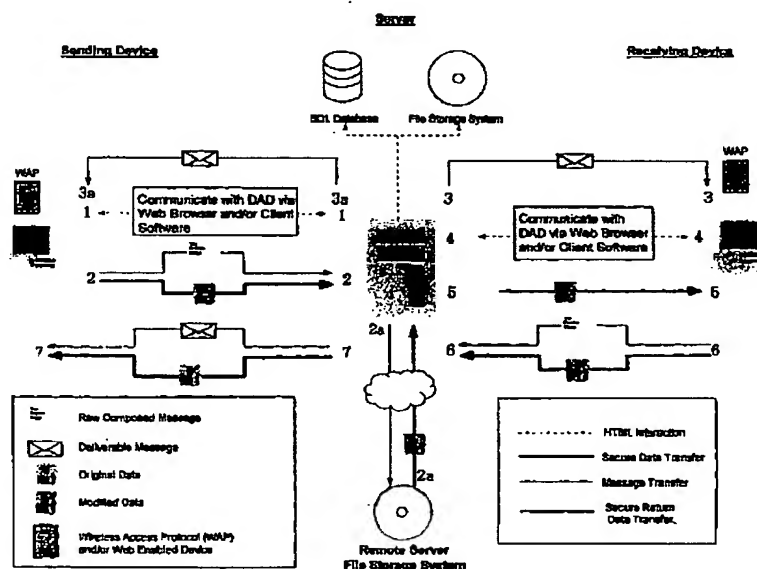 Server
Sending Device
Receiving Device
SQL Database
File Storage System
WAP
WAP
3a
3a
3
3
1
Communicate with DAD via
Web Browser and/or Client
Software
1
4
Communicate with
DAD via Web Browser
and/or Client Software
4
2
2
5
5
2a
7
7
6
6
2a
Raw Composed Message
Deliverable Message
Original Data
Modified Data
Wireless Access Protocol (WAP)
and/or Web Enabled Device
HTML Interaction
Secure Data Transfer
Message Transfer
Secure Return
Data Transfer
Remote Server
File Storage System